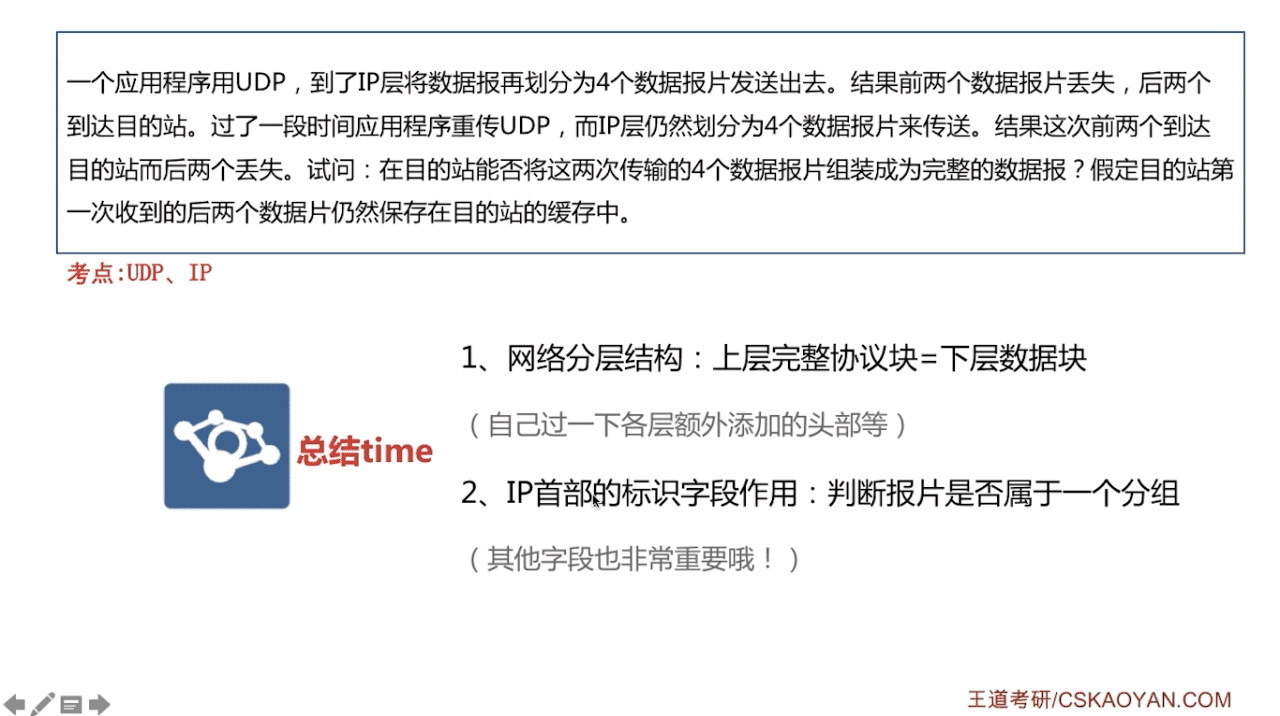 一个应用程序用UDP，到了IP层将数据报再划分为4个数据报片发送出去。结果前两个数据报片丢失，后两个
到达目的站。过了一段时间应用程序重传UDP，而IP层仍然划分为4个数据报片来传送。结果这次前两个到达
目的站而后两个丢失。试问：在目的站能否将这两次传输的4个数据报片组装成为完整的数据报？假定目的站第
一次收到的后两个数据片仍然保存在目的站的缓存中。
考点:UDP、IP
1、网络分层结构：上层完整协议块=下层数据块
（自己过一下各层额外添加的头部等）
总结time
2、IP首部的标识字段作用：判断报片是否属于一个分组
（其他字段也非常重要哦！）
王道考研/CSKAOYAN.COM